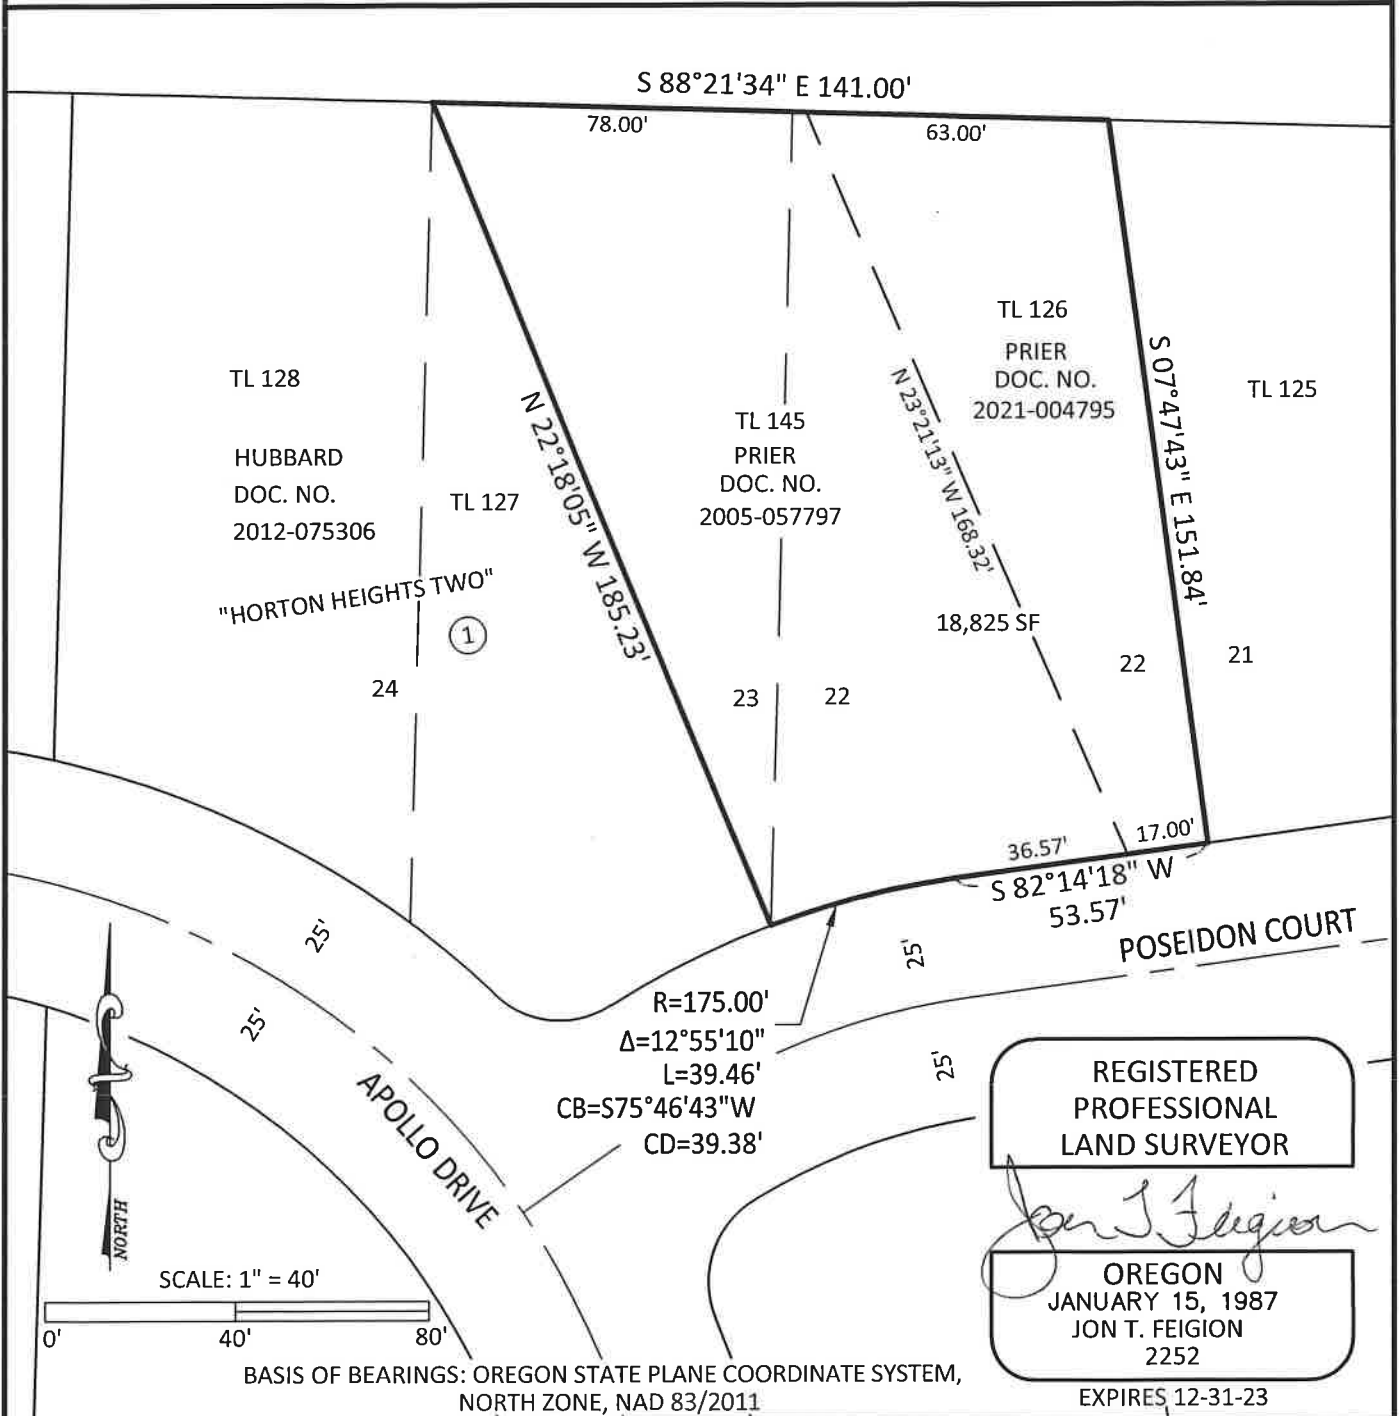 S 88°21'34" E 141.00'
78.00'
63.00'
TL 128
HUBBARD
DOC. NO.
2012-075306
TL 127
"HORTON HEIGHTS TWO"
1
24
N 22°18'05" W 185.23'
TL 145
PRIER
DOC. NO.
2005-057797
23
22
N 23°21'13" W 168.32'
TL 126
PRIER
DOC. NO.
2021-004795
18,825 SF
22
S 07°47'43" E 151.84'
TL 125
21
36.57'
17.00'
S 82°14'18" W
53.57'
POSEIDON COURT
25'
25'
25'
25'
R=175.00'
Δ=12°55'10"
L=39.46'
CB=S75°46'43"W
CD=39.38'
APOLLO DRIVE
NORTH
SCALE: 1" = 40'
0' 40' 80'
BASIS OF BEARINGS: OREGON STATE PLANE COORDINATE SYSTEM,
NORTH ZONE, NAD 83/2011
REGISTERED
PROFESSIONAL
LAND SURVEYOR
Jon T. Feigion
OREGON
JANUARY 15, 1987
JON T. FEIGION
2252
EXPIRES 12-31-23